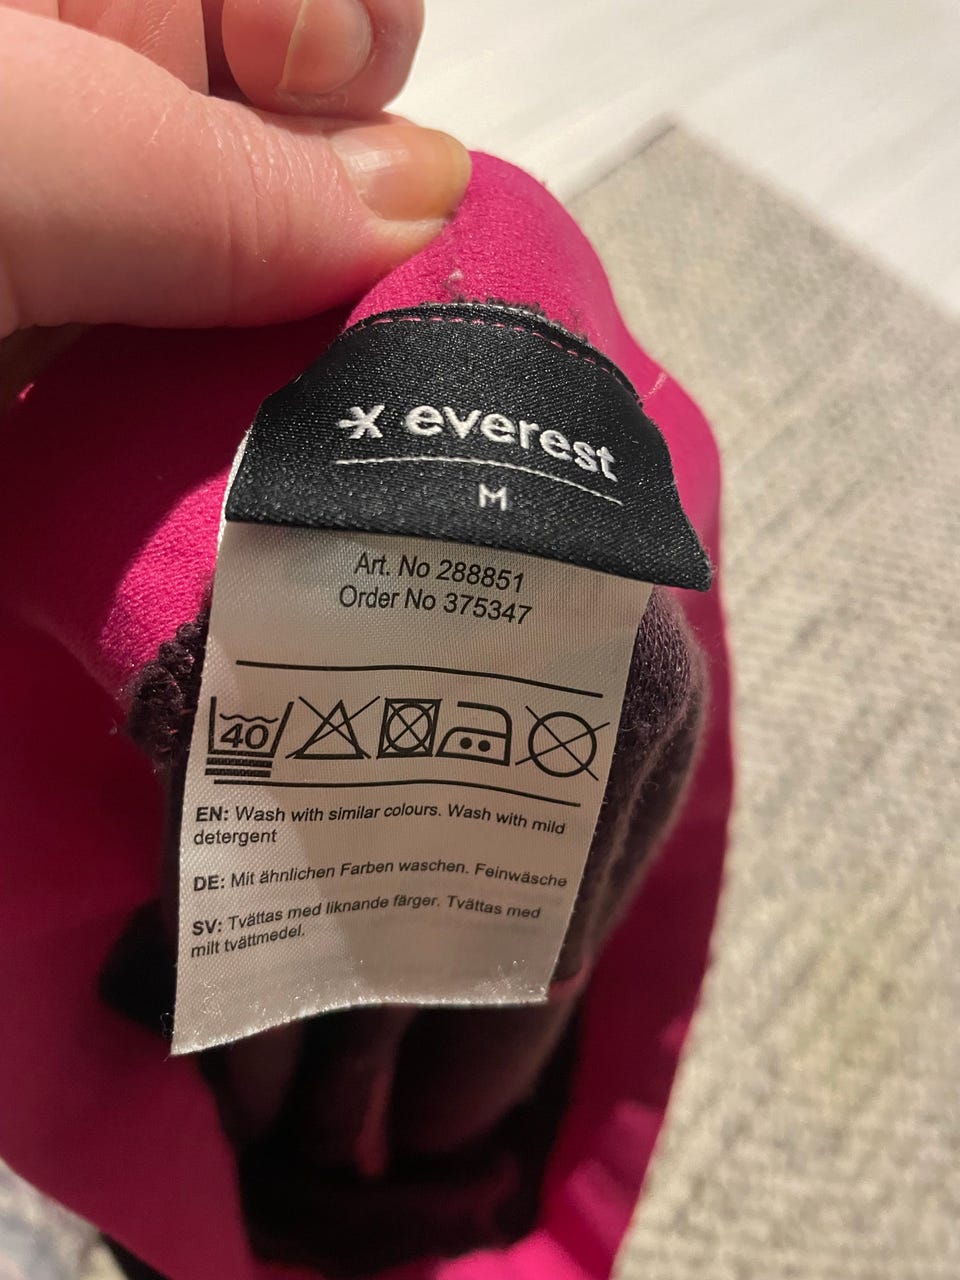 everest
M
Art. No 288851
Order No 375347
40
EN: Wash with similar colours. Wash with mild
detergent
DE: Mit ähnlichen Farben waschen. Feinwäsche
SV: Tvättas med liknande färger. Tvättas med
milt tvättmedel.